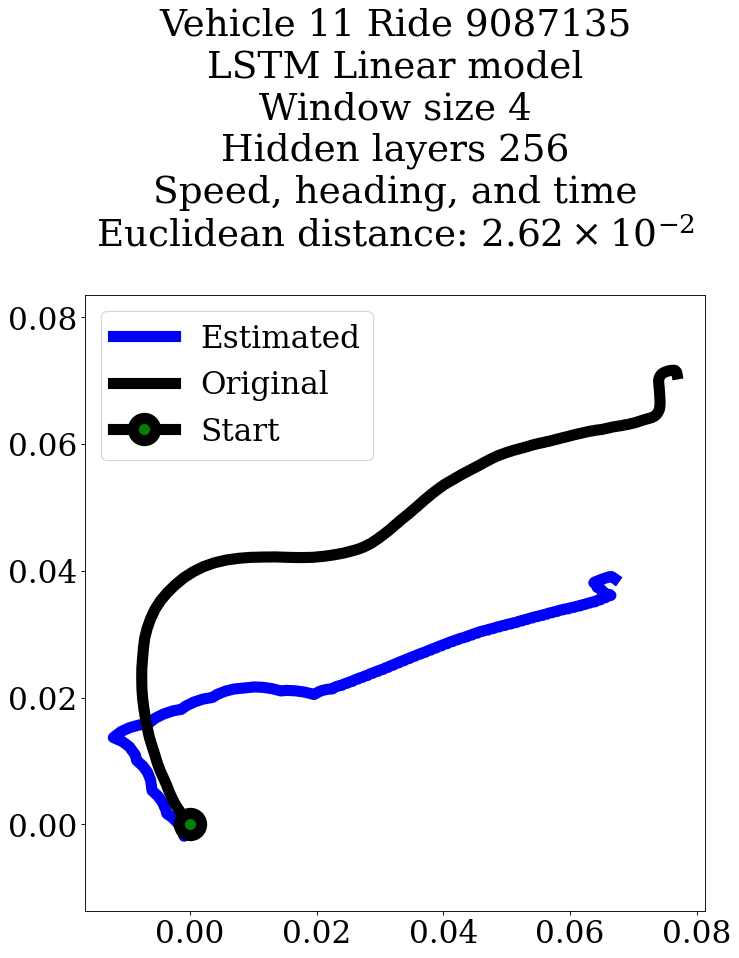 Vehicle 11 Ride 9087135
LSTM Linear model
Window size 4
Hidden layers 256
Speed, heading, and time
Euclidean distance: 2.62 × 10⁻²
0.08
0.06
0.04
0.02
0.00
Estimated
Original
Start
0.00 0.02 0.04 0.06 0.08